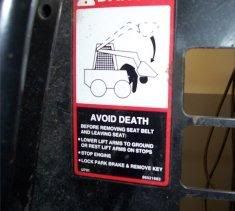 DANGER
AVOID DEATH
BEFORE REMOVING SEAT BELT
AND LEAVING SEAT:
•LOWER LIFT ARMS TO GROUND
OR REST LIFT ARMS ON STOPS
•STOP ENGINE
•LOCK PARK BRAKE & REMOVE KEY